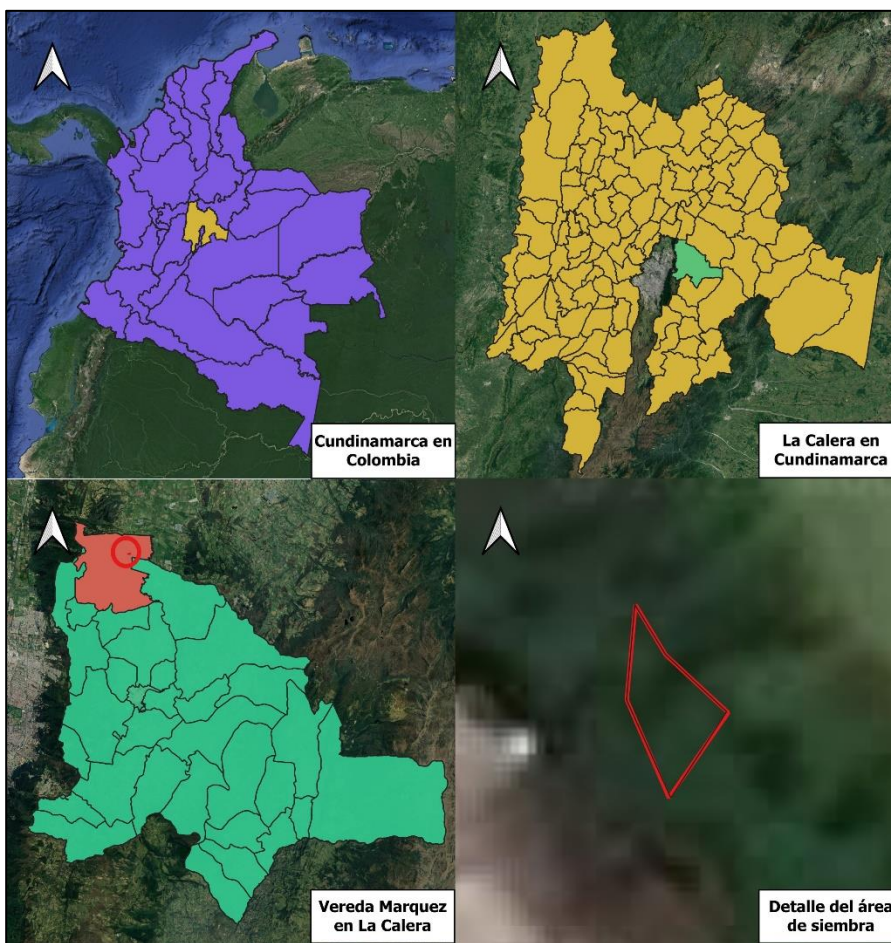 Cundinamarca en
Colombia
La Calera en
Cundinamarca
Vereda Marquez
en La Calera
Detalle del área
de siembra